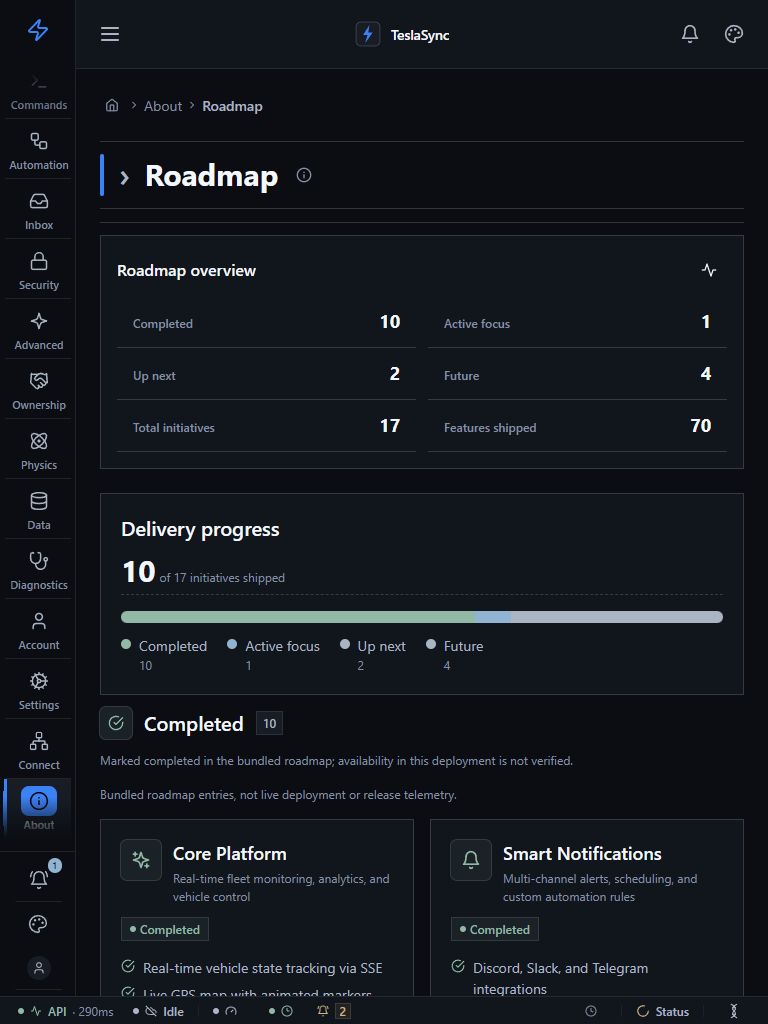 TeslaSync
Commands
Automation
Inbox
Security
Advanced
Ownership
Physics
Data
Diagnostics
Account
Settings
Connect
About
1
About
Roadmap
Roadmap
Roadmap overview
Completed 10
Active focus 1
Up next 2
Future 4
Total initiatives 17
Features shipped 70
Delivery progress
10 of 17 initiatives shipped
Completed Active focus Up next Future
10 1 2 4
Completed 10
Marked completed in the bundled roadmap; availability in this deployment is not verified.
Bundled roadmap entries, not live deployment or release telemetry.
Core Platform
Real-time fleet monitoring, analytics, and
vehicle control
Completed
Real-time vehicle state tracking via SSE
Live GPS map with animated markers
Smart Notifications
Multi-channel alerts, scheduling, and
custom automation rules
Completed
Discord, Slack, and Telegram
integrations
API · 290ms Idle 2 Status